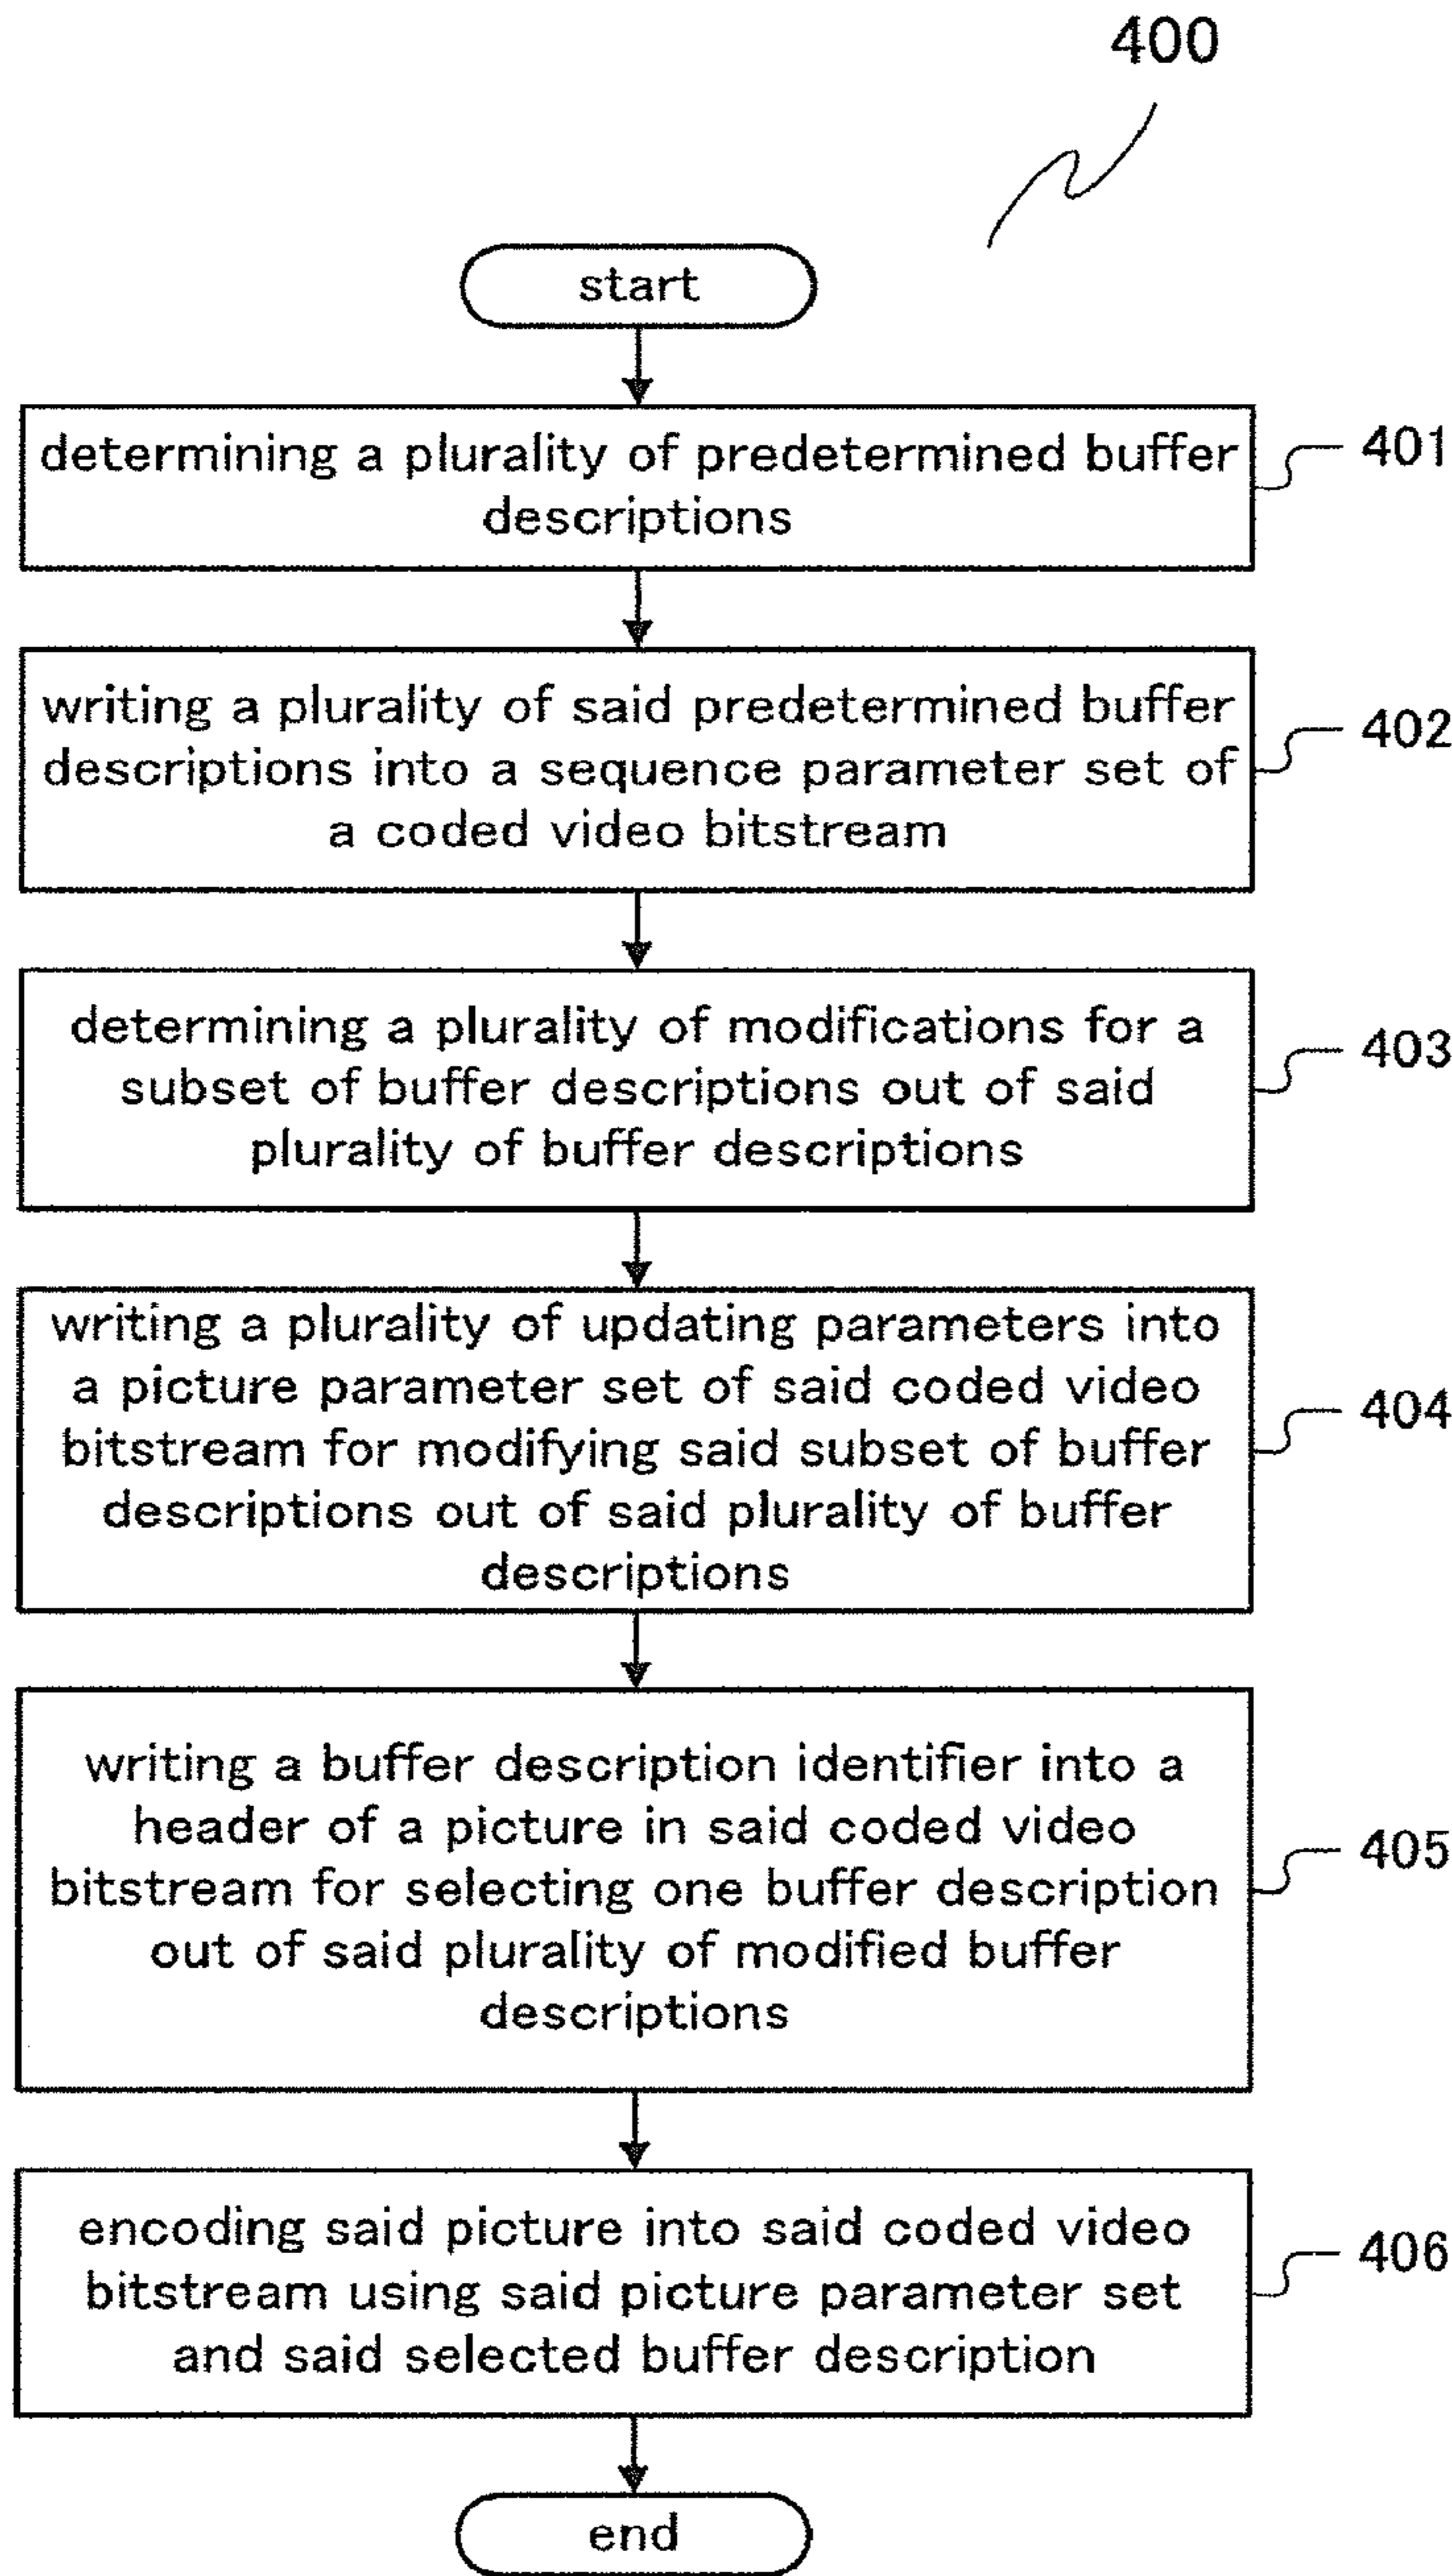 400
start
determining a plurality of predetermined buffer
descriptions
401
writing a plurality of said predetermined buffer
descriptions into a sequence parameter set of
a coded video bitstream
402
determining a plurality of modifications for a
subset of buffer descriptions out of said
plurality of buffer descriptions
403
writing a plurality of updating parameters into
a picture parameter set of said coded video
bitstream for modifying said subset of buffer
descriptions out of said plurality of buffer
descriptions
404
writing a buffer description identifier into a
header of a picture in said coded video
bitstream for selecting one buffer description
out of said plurality of modified buffer
descriptions
405
encoding said picture into said coded video
bitstream using said picture parameter set
and said selected buffer description
406
end